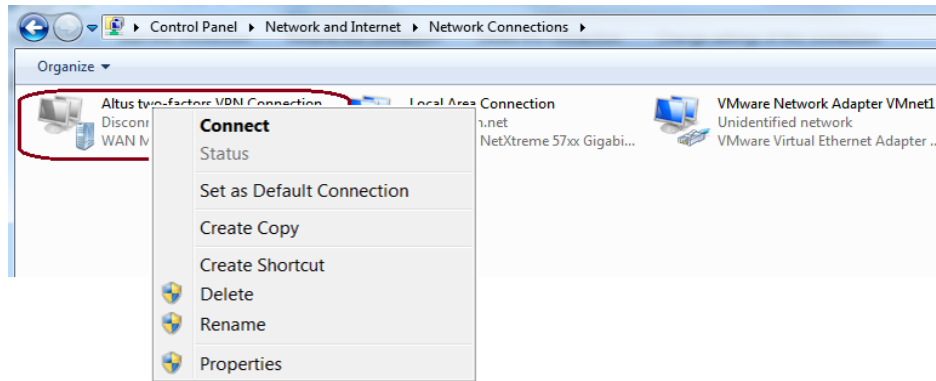 Control Panel Network and Internet Network Connections
Organize
Altus two-factors VPN Connection
Local Area Connection
VMware Network Adapter VMnet1
Unidentified network
NetXtreme 57xx Gigabi...
VMware Virtual Ethernet Adapter ..
WAN
Connect
Status
Set as Default Connection
Create Copy
Create Shortcut
Delete
Rename
Properties